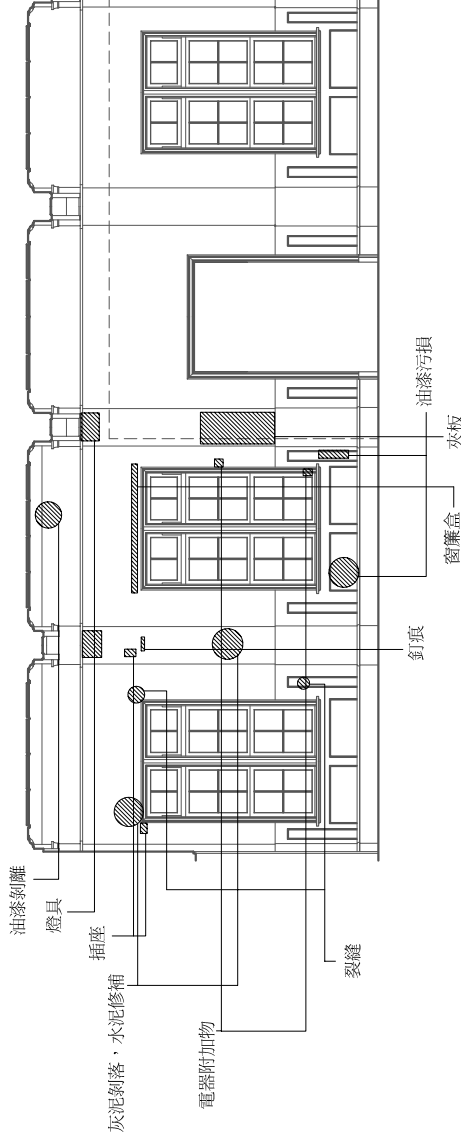 油漆剝離
燈具
插座
灰泥剝落，水泥修補
電器附加物
裂縫
釘痕
油漆污損
夾板
窗簾盒